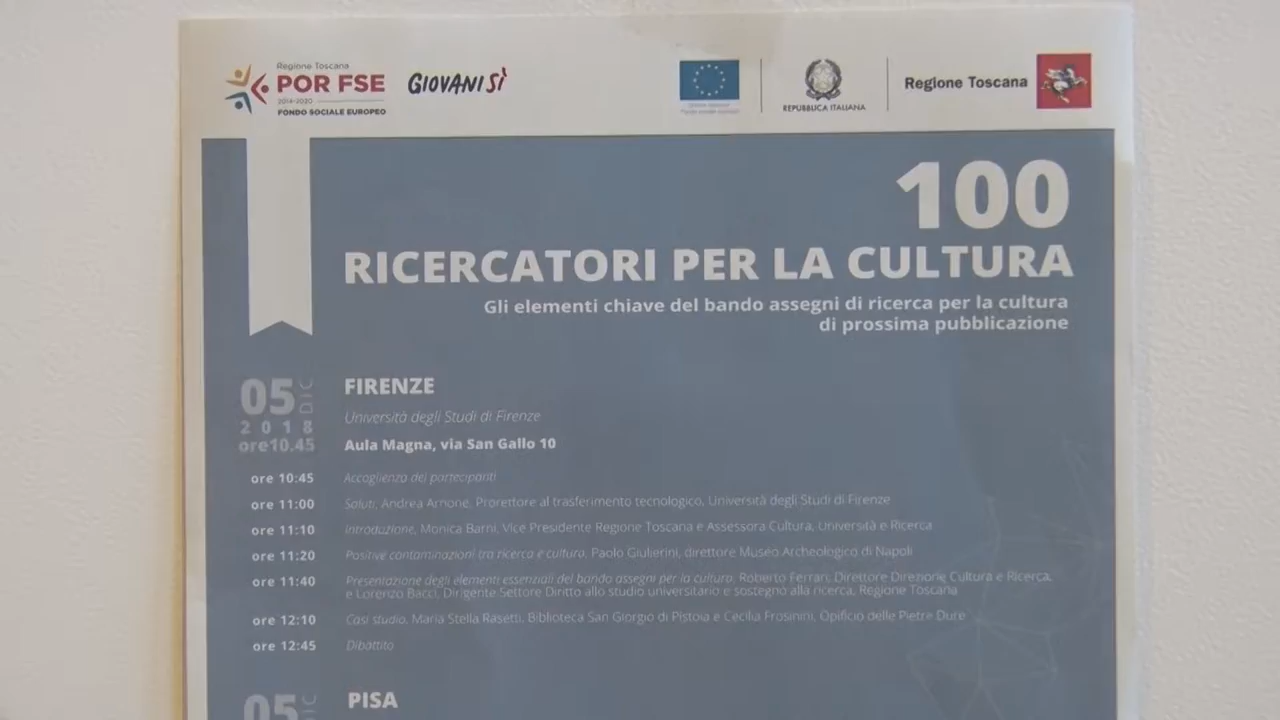 Regione Toscana
POR FSE
2014-2020
FONDO SOCIALE EUROPEO
GIOVANISÌ
REPUBBLICA ITALIANA
Regione Toscana
100
RICERCATORI PER LA CULTURA
Gli elementi chiave del bando assegni di ricerca per la cultura
di prossima pubblicazione
05 DIC
2018
ore10.45
FIRENZE
Università degli Studi di Firenze
Aula Magna, via San Gallo 10
ore 10:45 Accoglienza dei partecipanti
ore 11:00 Saluti, Andrea Arnone, Prorettore al trasferimento tecnologico, Università degli Studi di Firenze
ore 11:10 Introduzione, Monica Barni, Vice Presidente Regione Toscana e Assessora Cultura, Università e Ricerca
ore 11:20 Positive contaminazioni tra ricerca e cultura, Paolo Giulierini, direttore Museo Archeologico di Napoli
ore 11:40 Presentazione degli elementi essenziali del bando assegni per la cultura, Roberto Ferrari, Direttore Direzione Cultura e Ricerca,
e Lorenzo Bacci, Dirigente Settore Diritto allo studio universitario e sostegno alla ricerca, Regione Toscana
ore 12:10 Casi studio, Maria Stella Rasetti, Biblioteca San Giorgio di Pistoia e Cecilia Frosinini, Opificio delle Pietre Dure
ore 12:45 Dibattito
05
PISA